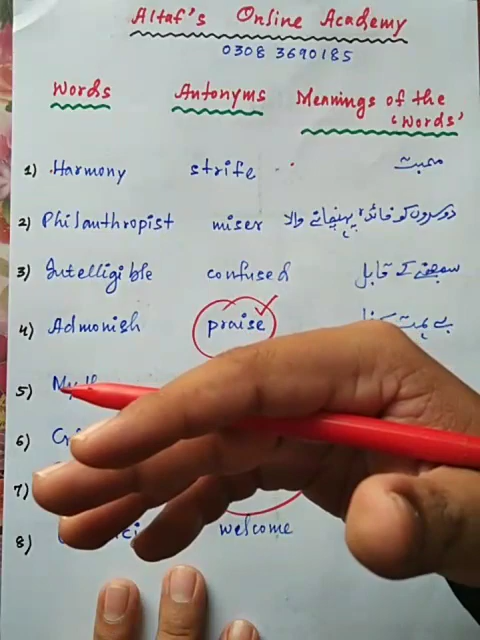 Altaf's Online Academy
0308 3690185
Words Antonyms Meanings of the 'Words'
1) Harmony strife محبت
2) Philanthropist miser دوسروں کو فائدہ پہنچانے والا
3) Intelligible confused سمجھنے کے قابل
4) Admonish praise
5)
6)
7)
8) welcome